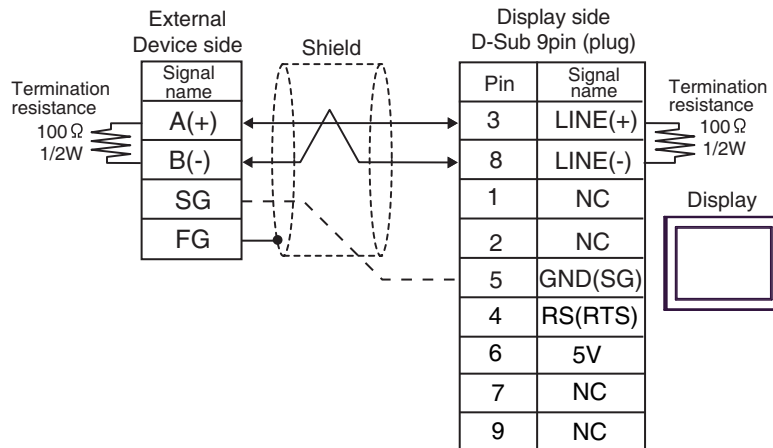 External
Device side
Shield
Display side
D-Sub 9pin (plug)
Termination
resistance
100Ω
1/2W
Signal
name
A(+)
B(-)
SG
FG
Pin
Signal
name
3 LINE(+)
8 LINE(-)
1 NC
2 NC
5 GND(SG)
4 RS(RTS)
6 5V
7 NC
9 NC
Termination
resistance
100Ω
1/2W
Display